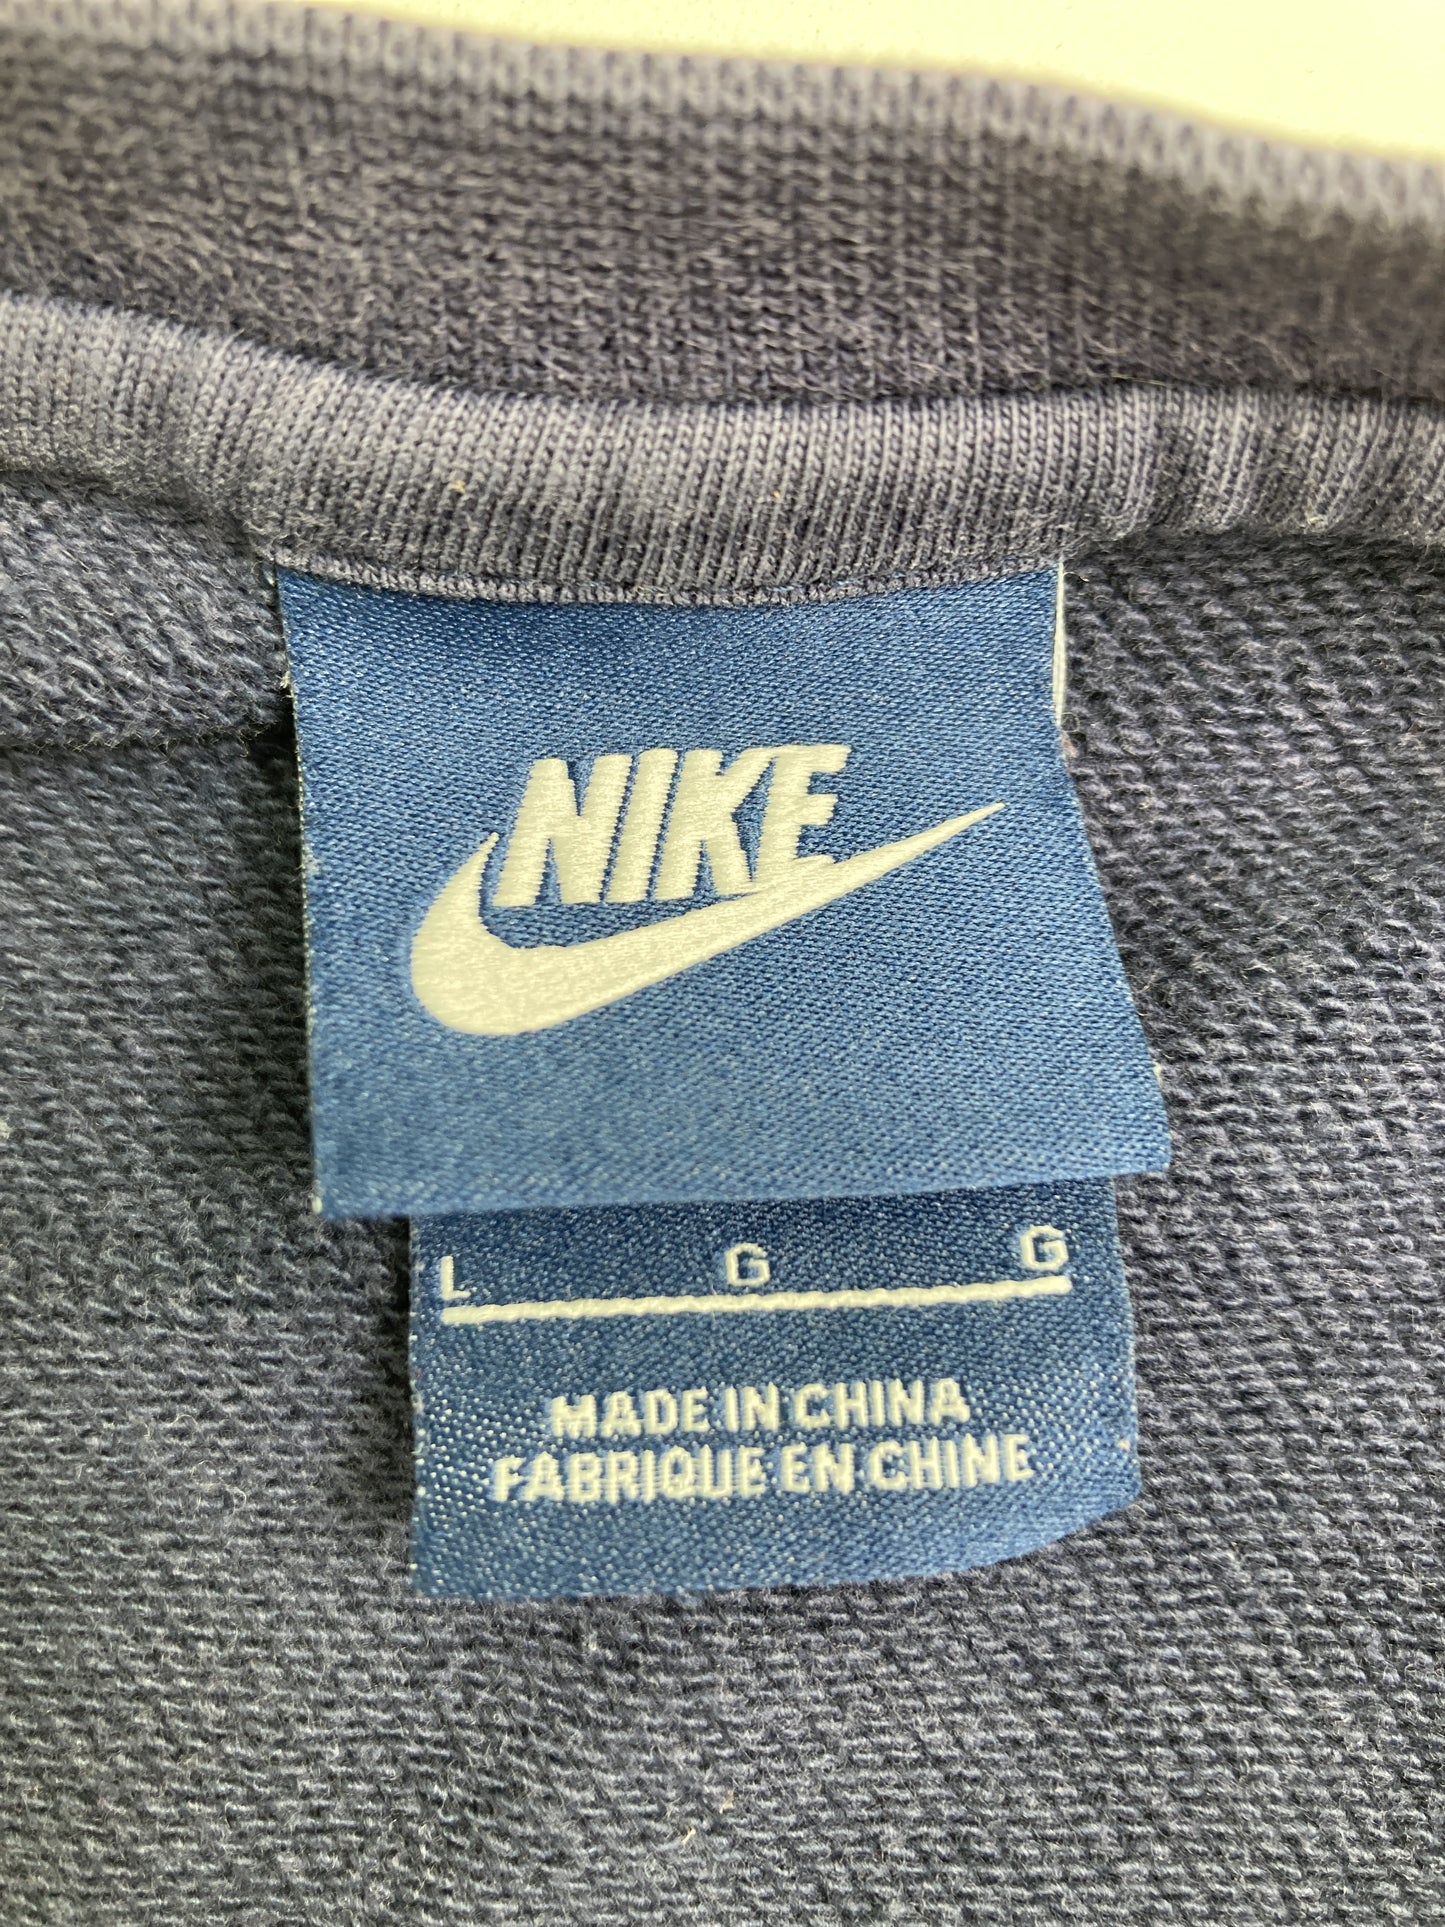 NIKE
L G G
MADE IN CHINA
FABRIQUE EN CHINE